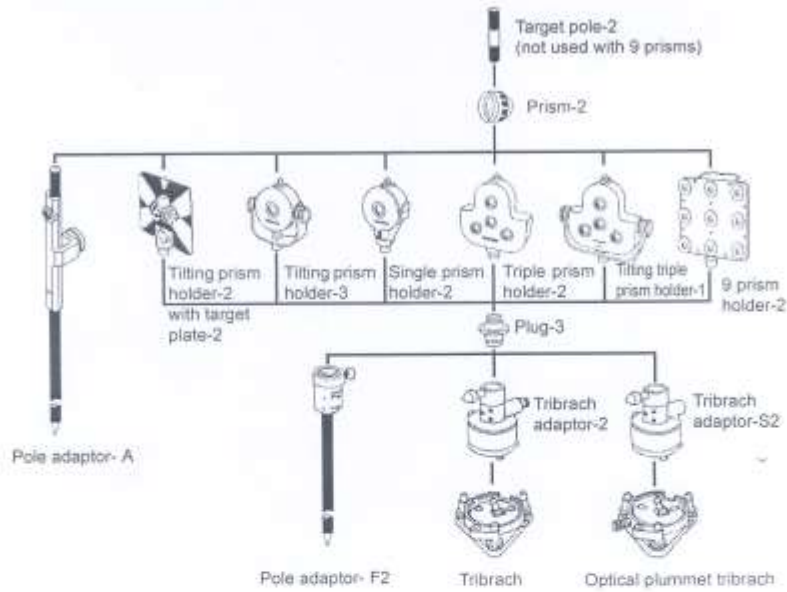 Target pole-2
(not used with 9 prisms)
Prism-2
Tilting prism
holder-2
with target
plate-2
Tilting prism
holder-3
Single prism
holder-2
Triple prism
holder-2
Tilting triple
prism holder-1
9 prism
holder-2
Plug-3
Tribrach
adaptor-2
Tribrach
adaptor-S2
Pole adaptor- A
Pole adaptor- F2
Tribrach
Optical plummet tribrach